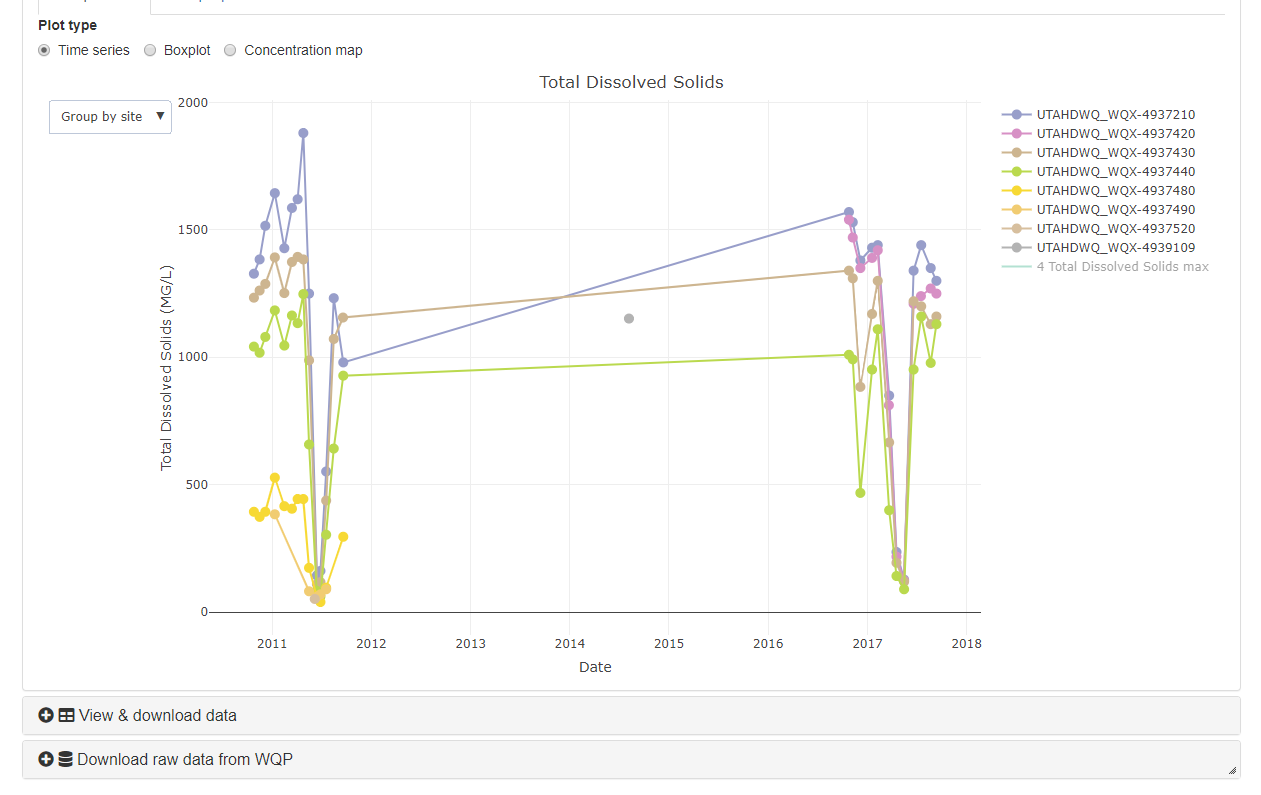 Plot type
Time series Boxplot Concentration map
Total Dissolved Solids
Group by site ▼
Total Dissolved Solids (MG/L)
2000
1500
1000
500
0
2011 2012 2013 2014 2015 2016 2017 2018
Date
UTAHDWQ_WQX-4937210
UTAHDWQ_WQX-4937420
UTAHDWQ_WQX-4937430
UTAHDWQ_WQX-4937440
UTAHDWQ_WQX-4937480
UTAHDWQ_WQX-4937490
UTAHDWQ_WQX-4937520
UTAHDWQ_WQX-4939109
4 Total Dissolved Solids max
View & download data
Download raw data from WQP